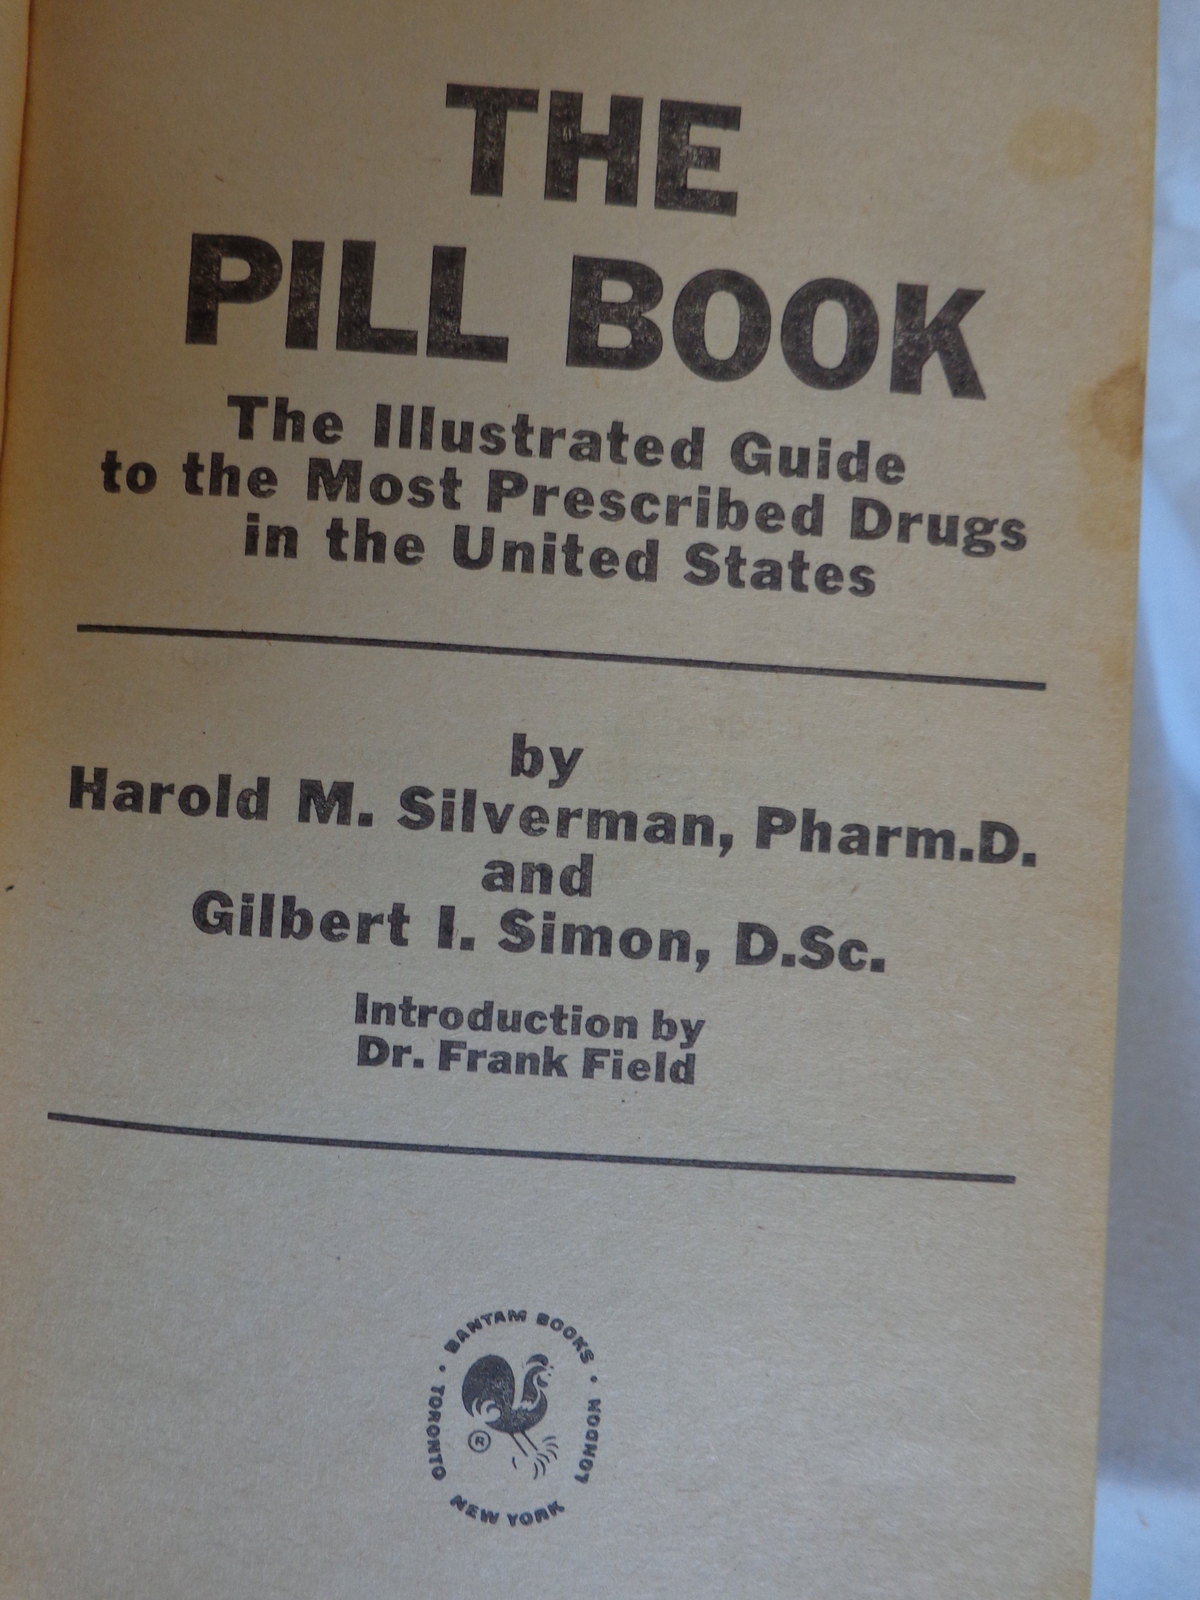 THE
PILL BOOK
The Illustrated Guide
to the Most Prescribed Drugs
in the United States
by
Harold M. Silverman, Pharm.D.
and
Gilbert I. Simon, D.Sc.
Introduction by
Dr. Frank Field
BANTAM BOOKS
TORONTO • NEW YORK LONDON •
®